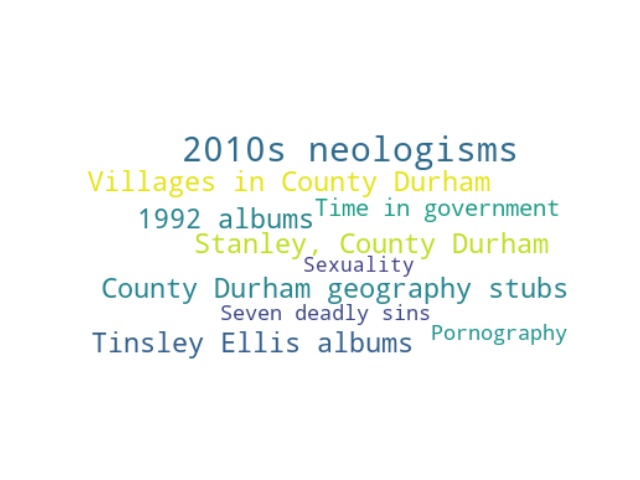 2010s neologisms
Villages in County Durham
Time in government
1992 albums
Stanley, County Durham
Sexuality
County Durham geography stubs
Seven deadly sins
Pornography
Tinsley Ellis albums